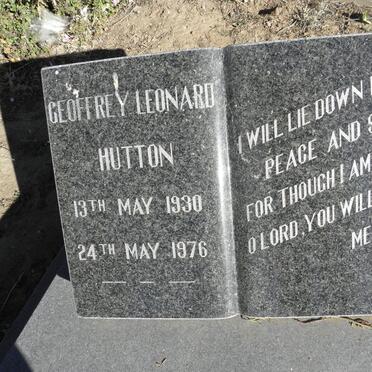 GEOFFREY LEONARD
HUTTON
13TH MAY 1930
24TH MAY 1976
_ _ _
I WILL LIE DOWN
PEACE AND
FOR THOUGH I AM
O LORD, YOU WILL
ME